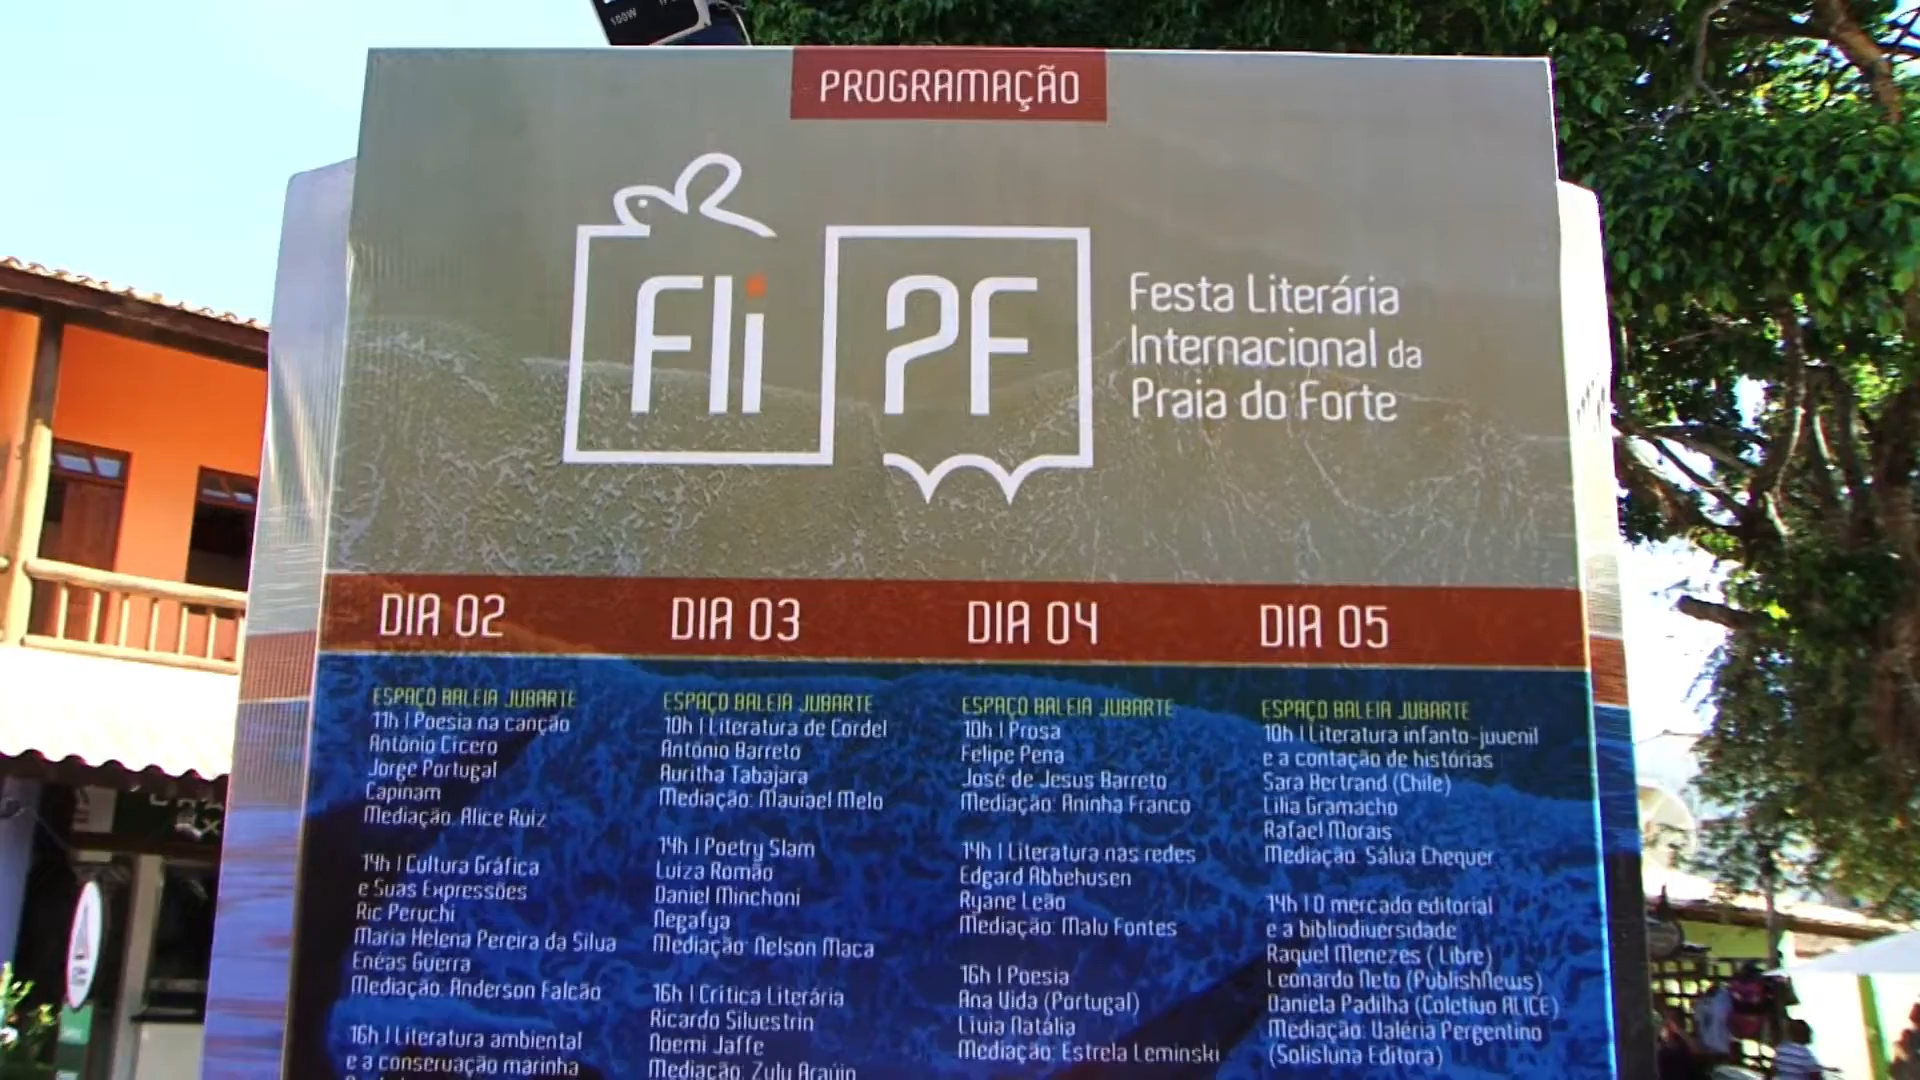 100W
PROGRAMAÇÃO
Fli PF
Festa Literária
Internacional da
Praia do Forte
DIA 02
ESPAÇO BALEIA JUBARTE
11h | Poesia na canção
Antônio Cícero
Jorge Portugal
Capinam
Mediação: Alice Ruiz
14h | Cultura Gráfica
e Suas Expressões
Ric Peruchi
Maria Helena Pereira da Silva
Enéas Guerra
Mediação: Anderson Falcão
16h | Literatura ambiental
e a conservação marinha
DIA 03
ESPAÇO BALEIA JUBARTE
10h | Literatura de Cordel
Antônio Barreto
Auritha Tabajara
Mediação: Maviael Melo
14h | Poetry Slam
Luiza Romão
Daniel Minchoni
Negafya
Mediação: Nelson Maca
16h | Crítica Literária
Ricardo Silvestrin
Noemi Jaffe
Mediação: Zulu Araújo
DIA 04
ESPAÇO BALEIA JUBARTE
10h | Prosa
Felipe Pena
José de Jesus Barreto
Mediação: Aninha Franco
14h | Literatura nas redes
Edgard Abbehusen
Ryane Leão
Mediação: Malu Fontes
16h | Poesia
Ana Vida (Portugal)
Lívia Natália
Mediação: Estrela Leminski
DIA 05
ESPAÇO BALEIA JUBARTE
10h | Literatura infanto-juvenil
e a contação de histórias
Sara Bertrand (Chile)
Lília Gramacho
Rafael Morais
Mediação: Sálua Chequer
14h | O mercado editorial
e a bibliodiversidade
Raquel Menezes ( Libre)
Leonardo Neto (PublishNews)
Daniela Padilha (Coletivo ALICE)
Mediação: Valéria Pergentino
(Solisluna Editora)